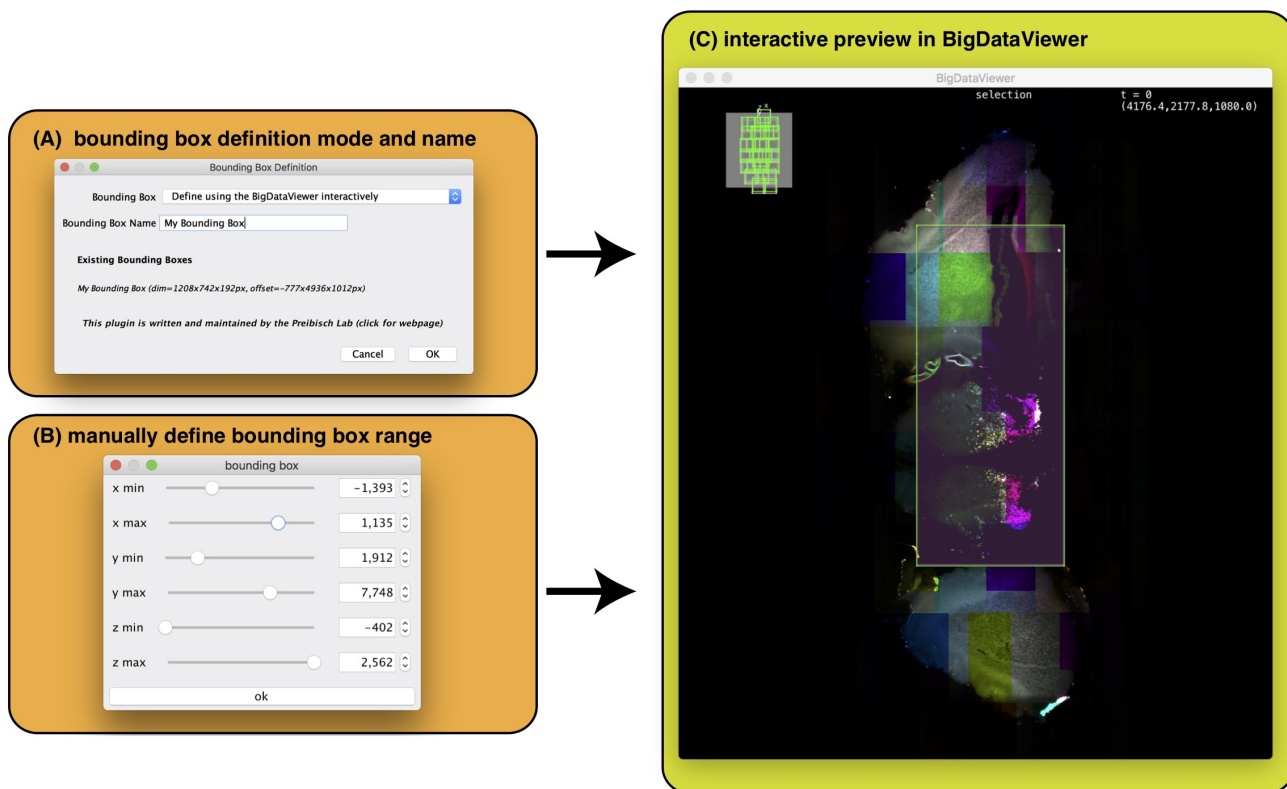 (A) bounding box definition mode and name
Bounding Box Definition
Bounding Box Define using the BigDataViewer interactively
Bounding Box Name My Bounding Box
Existing Bounding Boxes
My Bounding Box (dim=1208x742x192px, offset=-777x4936x1012px)
This plugin is written and maintained by the Preibisch Lab (click for webpage)
Cancel OK
(B) manually define bounding box range
bounding box
x min -1,393
x max 1,135
y min 1,912
y max 7,748
z min -402
z max 2,562
ok
(C) interactive preview in BigDataViewer
BigDataViewer
selection t = 0
(4176.4,2177.8,1080.0)
x